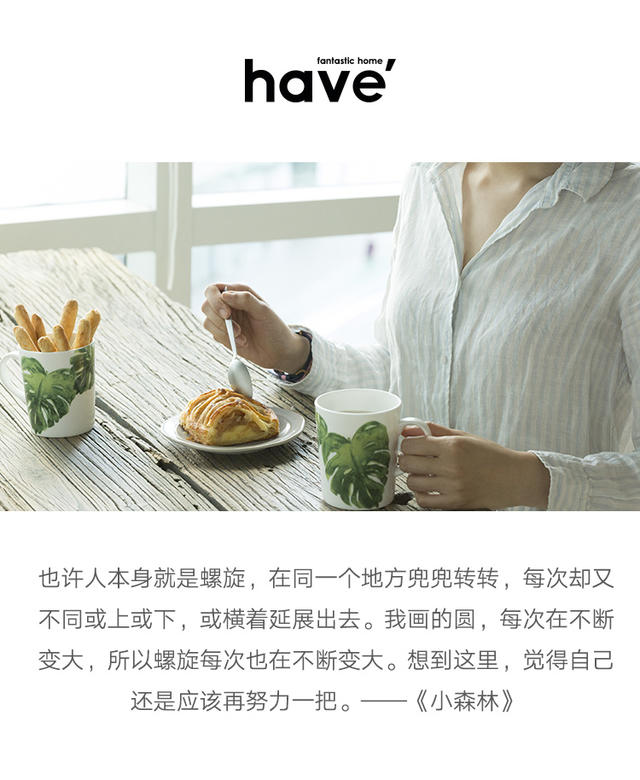 fantastic home
have’
也许人本身就是螺旋，在同一个地方兜兜转转，每次却又
不同或上或下，或横着延展出去。我画的圆，每次在不断
变大，所以螺旋每次也在不断变大。想到这里，觉得自己
还是应该再努力一把。——《小森林》